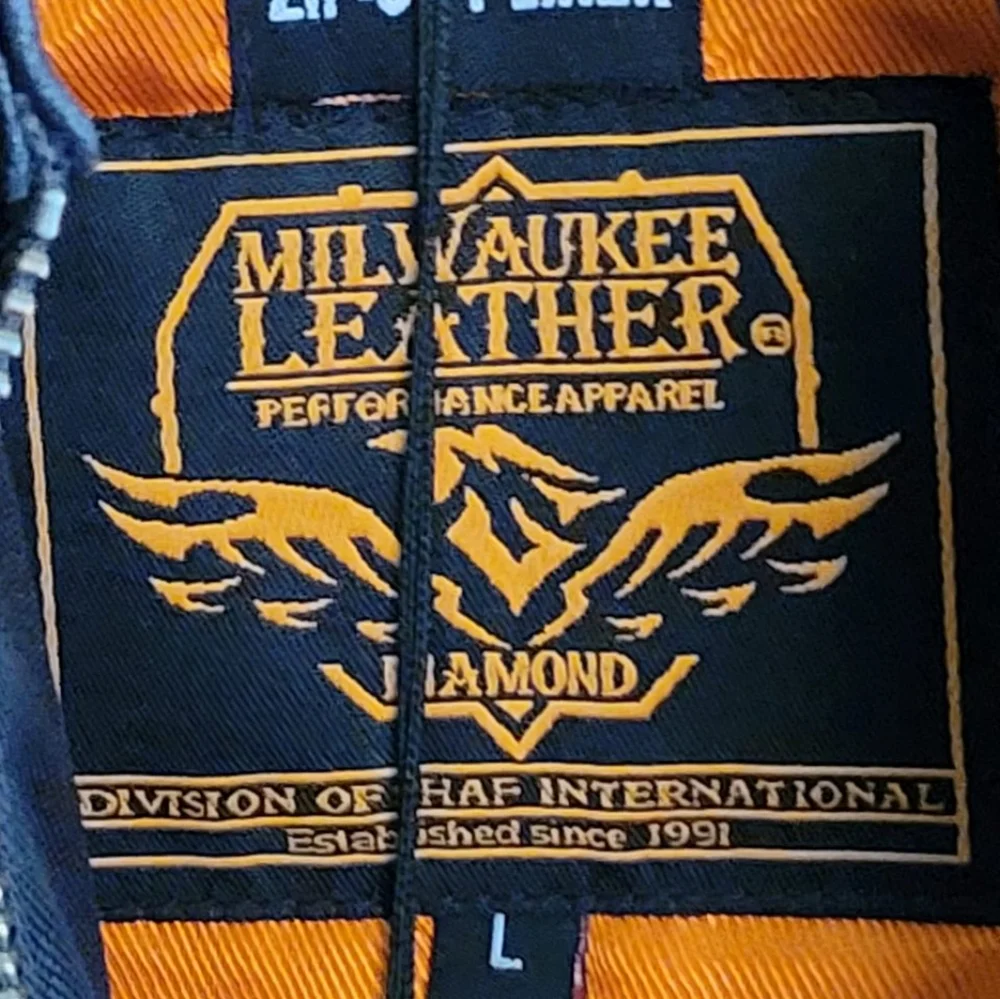 MILWAUKEE
LEATHER®
PERFORMANCE APPAREL
DIAMOND
DIVISION OF SHAF INTERNATIONAL
Established since 1991
L